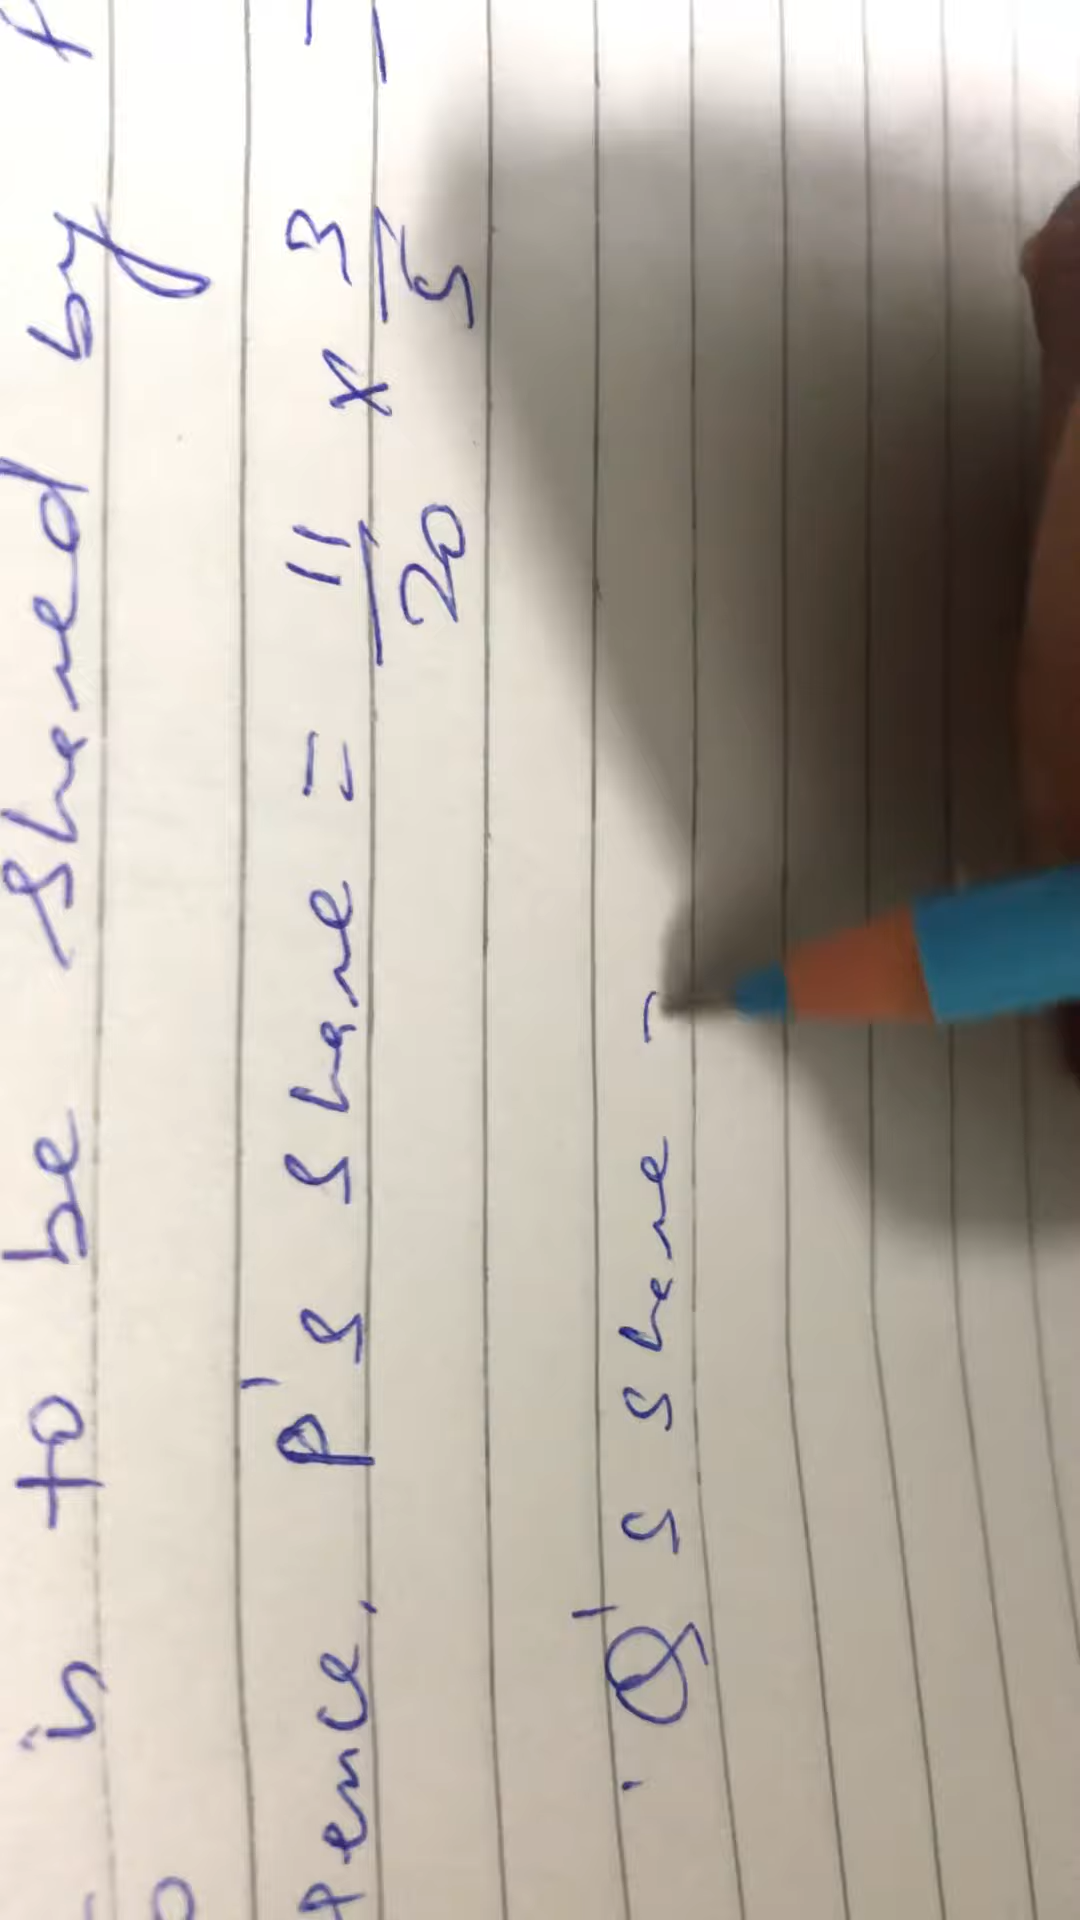 is to be shared by P
Hence, P's share = 11/20 × 3/5 =
Q's share -